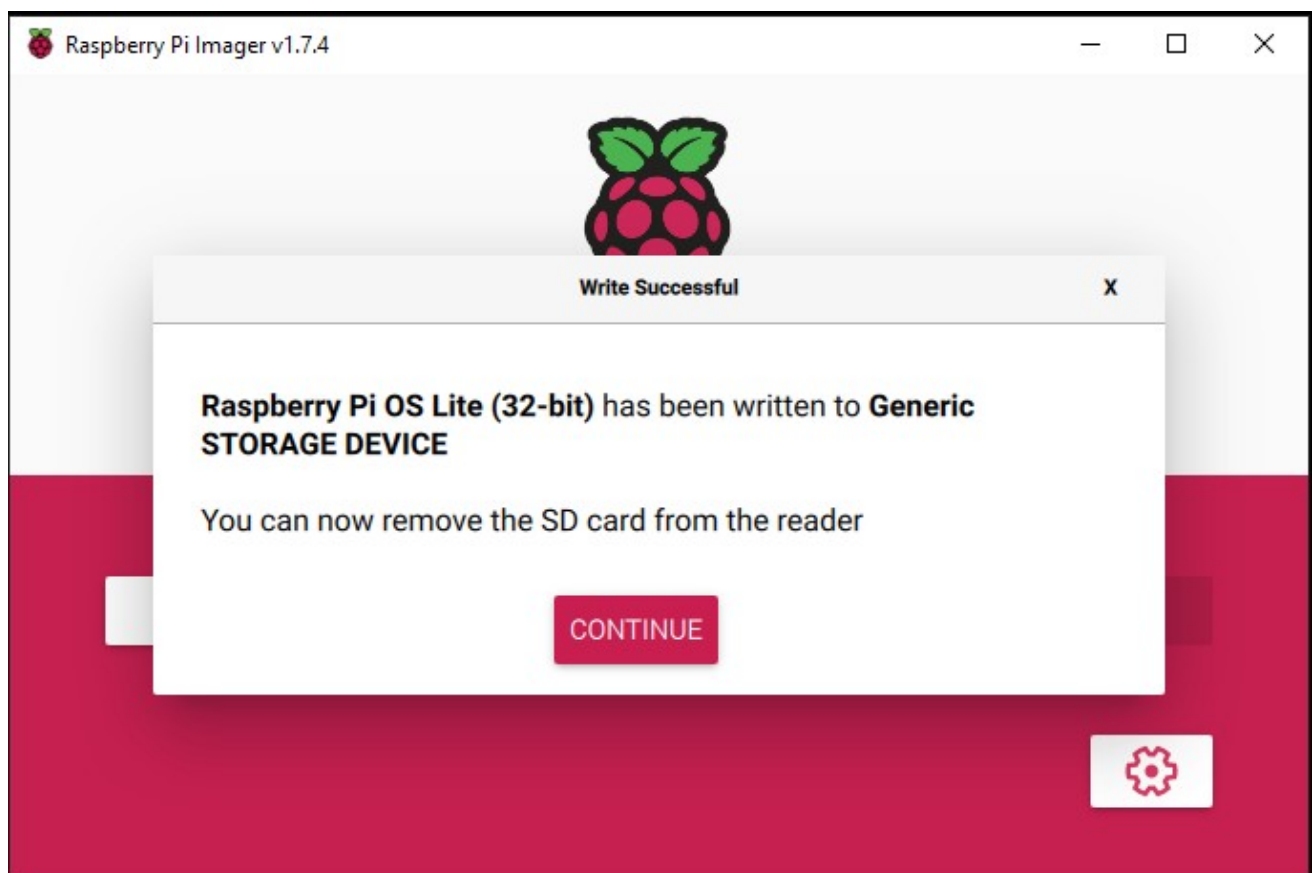 Raspberry Pi Imager v1.7.4
Write Successful
X
Raspberry Pi OS Lite (32-bit) has been written to Generic
STORAGE DEVICE
You can now remove the SD card from the reader
CONTINUE